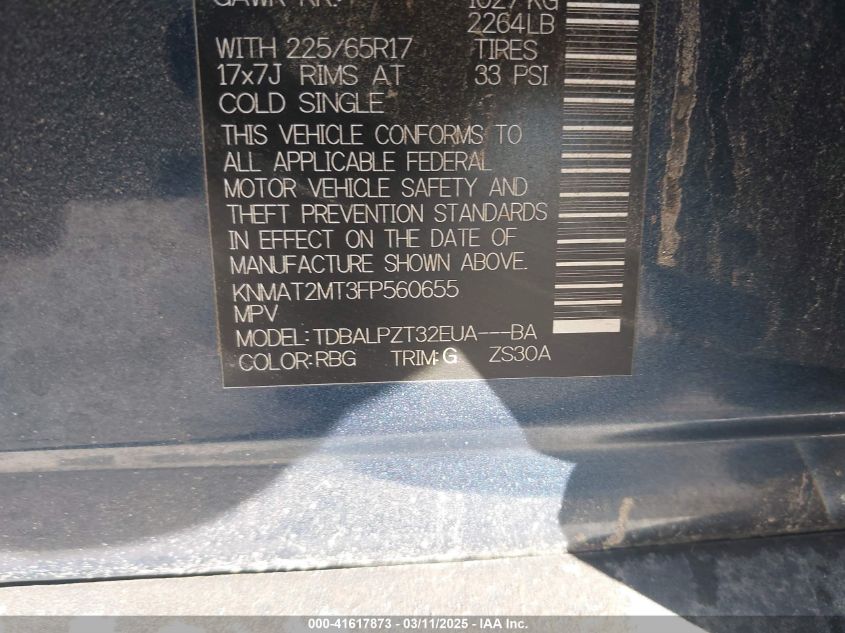 GAWR RR: 1027 KG
2264LB
WITH 225/65R17 TIRES
17x7J RIMS AT 33 PSI
COLD SINGLE
THIS VEHICLE CONFORMS TO
ALL APPLICABLE FEDERAL
MOTOR VEHICLE SAFETY AND
THEFT PREVENTION STANDARDS
IN EFFECT ON THE DATE OF
MANUFACTURE SHOWN ABOVE.
KNMAT2MT3FP560655
MPV
MODEL:TDBALPZT32EUA---BA
COLOR:RBG TRIM:G ZS30A
000-41617873 - 03/11/2025 - IAA Inc.